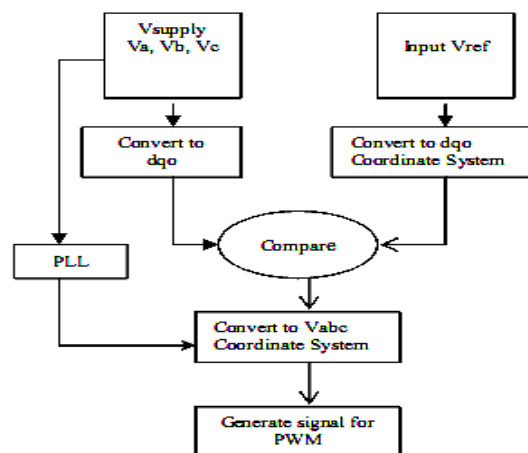 Vsupply
Va, Vb, Vc
Input Vref
Convert to
dqo
Convert to dqo
Coordinate System
Compare
PLL
Convert to Vabc
Coordinate System
Generate signal for
PWM